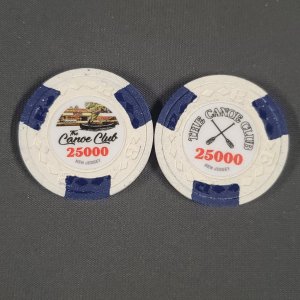 The
Canoe Club
25000
NEW JERSEY
THE CANOE CLUB
25000
NEW JERSEY